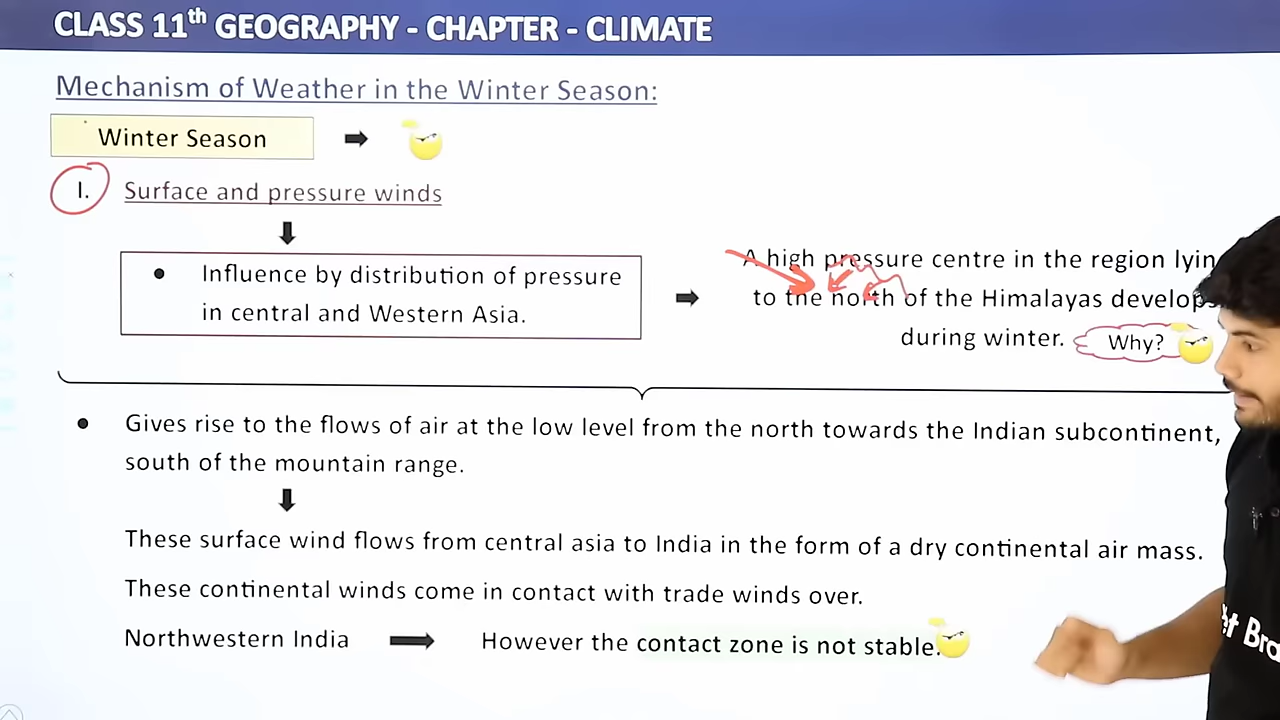 CLASS 11th GEOGRAPHY - CHAPTER - CLIMATE
Mechanism of Weather in the Winter Season:
Winter Season
I. Surface and pressure winds
• Influence by distribution of pressure
in central and Western Asia.
A high pressure centre in the region
to the north of the Himalayas develops
during winter. Why?
• Gives rise to the flows of air at the low level from the north towards the Indian subcontinent,
south of the mountain range.
These surface wind flows from central asia to India in the form of a dry continental air mass.
These continental winds come in contact with trade winds over.
Northwestern India
However the contact zone is not stable.